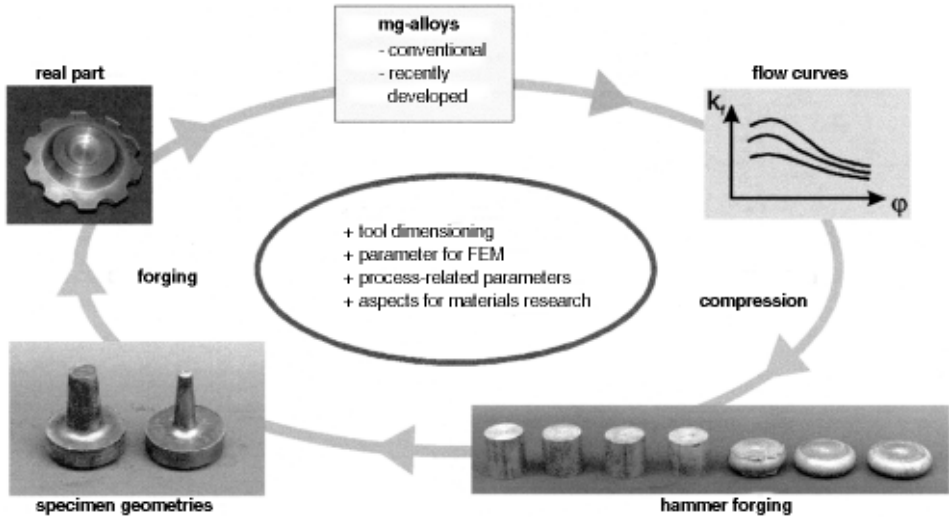 mg-alloys
- conventional
- recently
developed
real part
flow curves
kf
φ
+ tool dimensioning
+ parameter for FEM
+ process-related parameters
+ aspects for materials research
forging
compression
specimen geometries
hammer forging